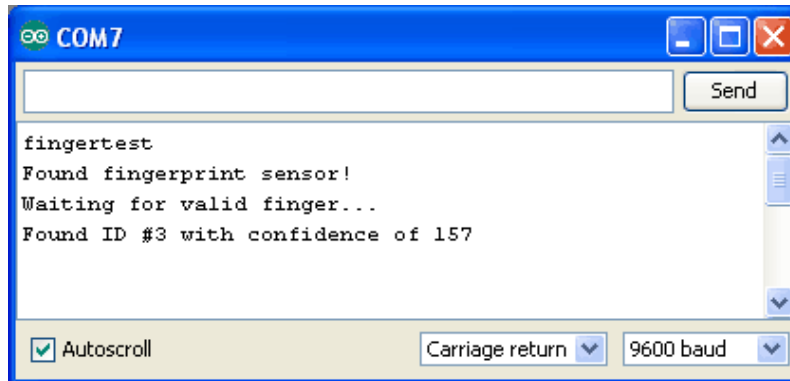 COM7
Send
fingertest
Found fingerprint sensor!
Waiting for valid finger...
Found ID #3 with confidence of 157
Autoscroll
Carriage return
9600 baud